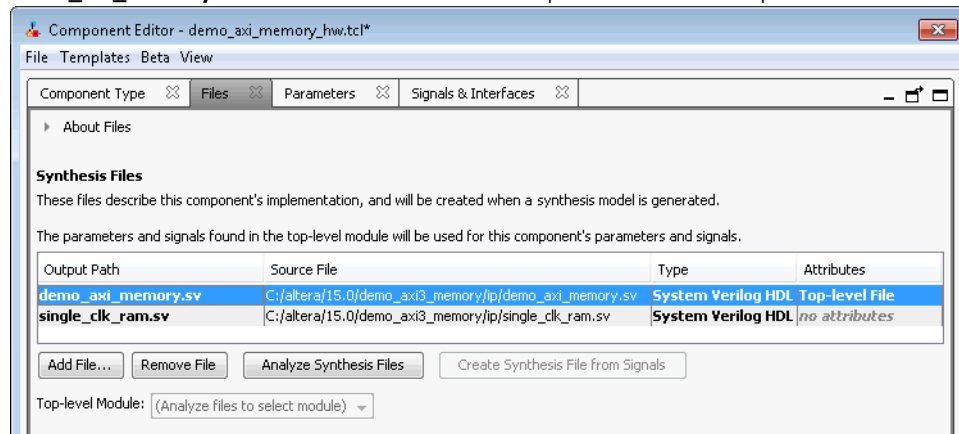 Component Editor - demo_axi_memory_hw.tcl*
File Templates Beta View
Component Type Files Parameters Signals & Interfaces
About Files
Synthesis Files
These files describe this component's implementation, and will be created when a synthesis model is generated.
The parameters and signals found in the top-level module will be used for this component's parameters and signals.
Output Path Source File Type Attributes
demo_axi_memory.sv C:/altera/15.0/demo_axi3_memory/ip/demo_axi_memory.sv System Verilog HDL Top-level File
single_clk_ram.sv C:/altera/15.0/demo_axi3_memory/ip/single_clk_ram.sv System Verilog HDL no attributes
Add File... Remove File Analyze Synthesis Files Create Synthesis File from Signals
Top-level Module: (Analyze files to select module)